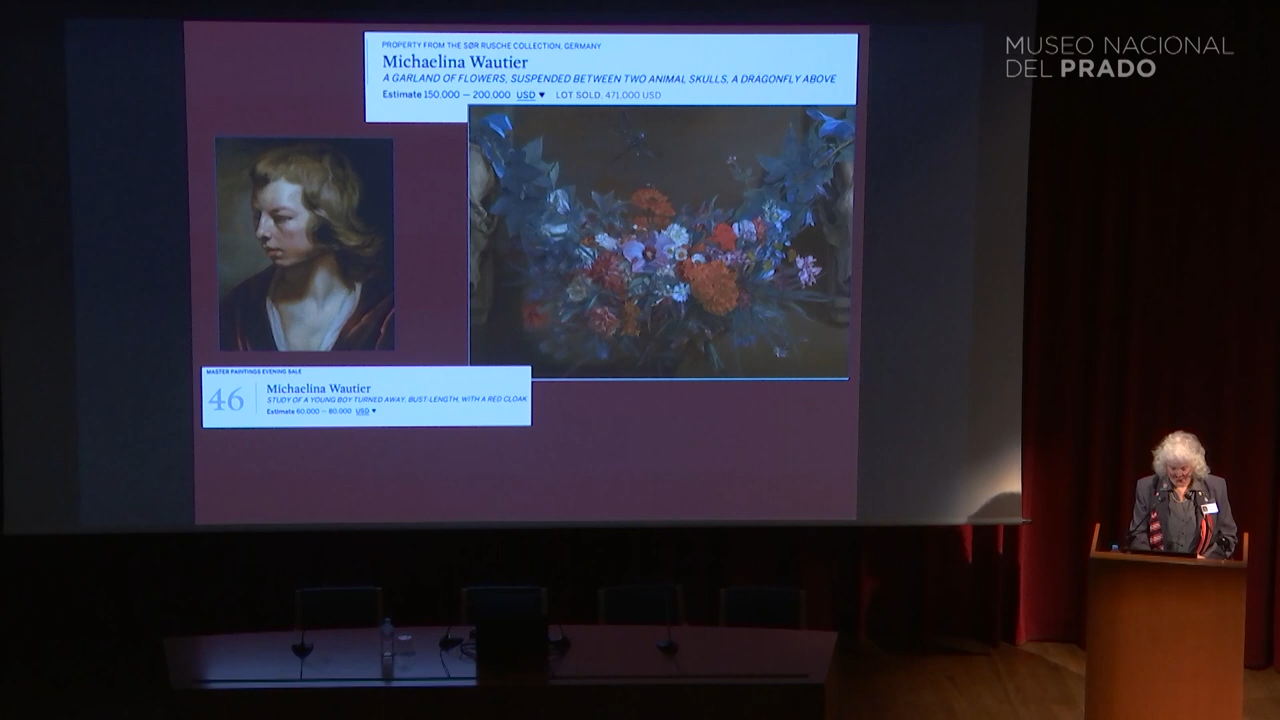 PROPERTY FROM THE SØR RUSCHE COLLECTION, GERMANY
Michaelina Wautier
A GARLAND OF FLOWERS, SUSPENDED BETWEEN TWO ANIMAL SKULLS, A DRAGONFLY ABOVE
Estimate 150,000 — 200,000 USD ▼ LOT SOLD. 471,000 USD
MUSEO NACIONAL
DEL PRADO
MASTER PAINTINGS EVENING SALE
46
Michaelina Wautier
STUDY OF A YOUNG BOY TURNED AWAY, BUST-LENGTH, WITH A RED CLOAK
Estimate 60,000 — 80,000 USD ▼